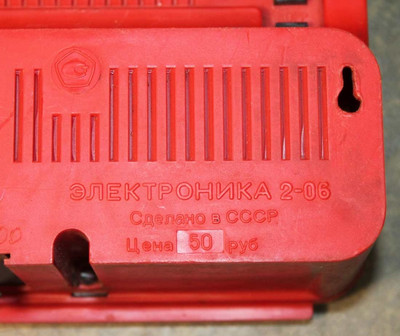 ЭЛЕКТРОНИКА 2-06
Сделано в СССР
Цена 50 руб